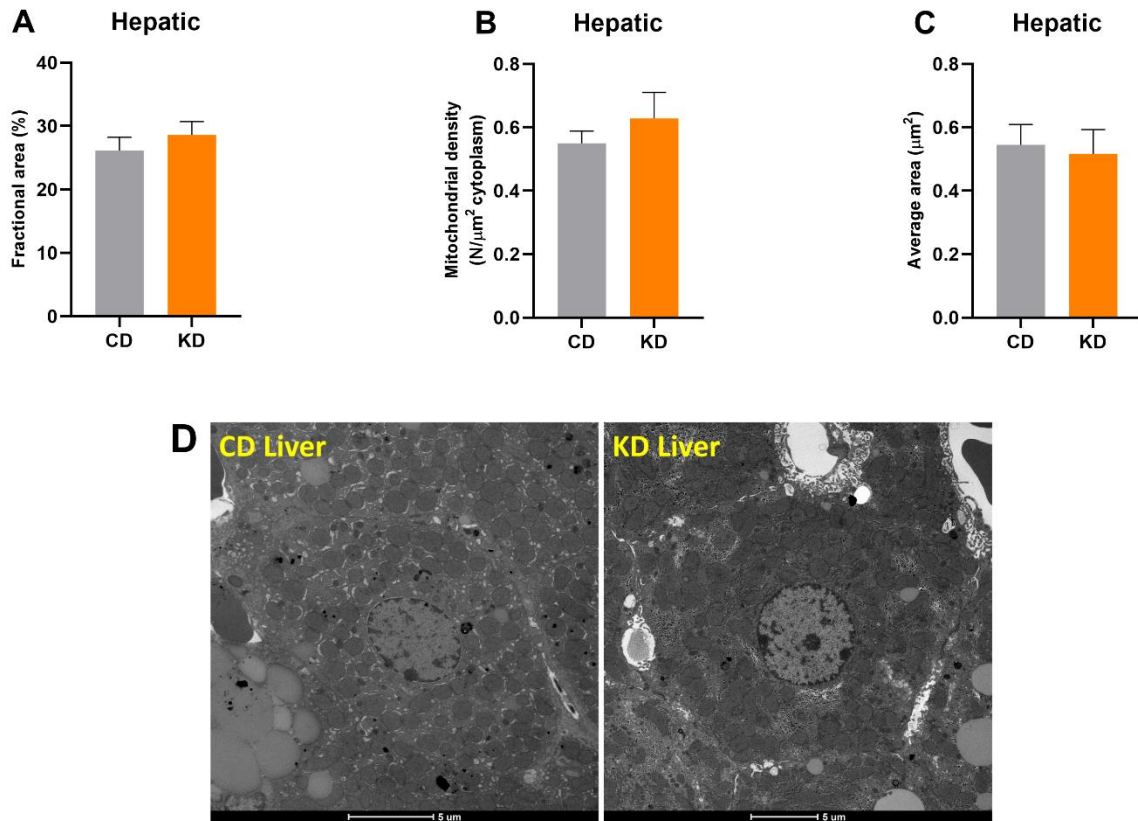 A
Hepatic
Fractional area (%)
40
30
20
10
0
CD KD
B
Hepatic
Mitochondrial density
(N/μm² cytoplasm)
0.8
0.6
0.4
0.2
0.0
CD KD
C
Hepatic
Average area (μm²)
0.8
0.6
0.4
0.2
0.0
CD KD
D
CD Liver
KD Liver
5 um
5 um